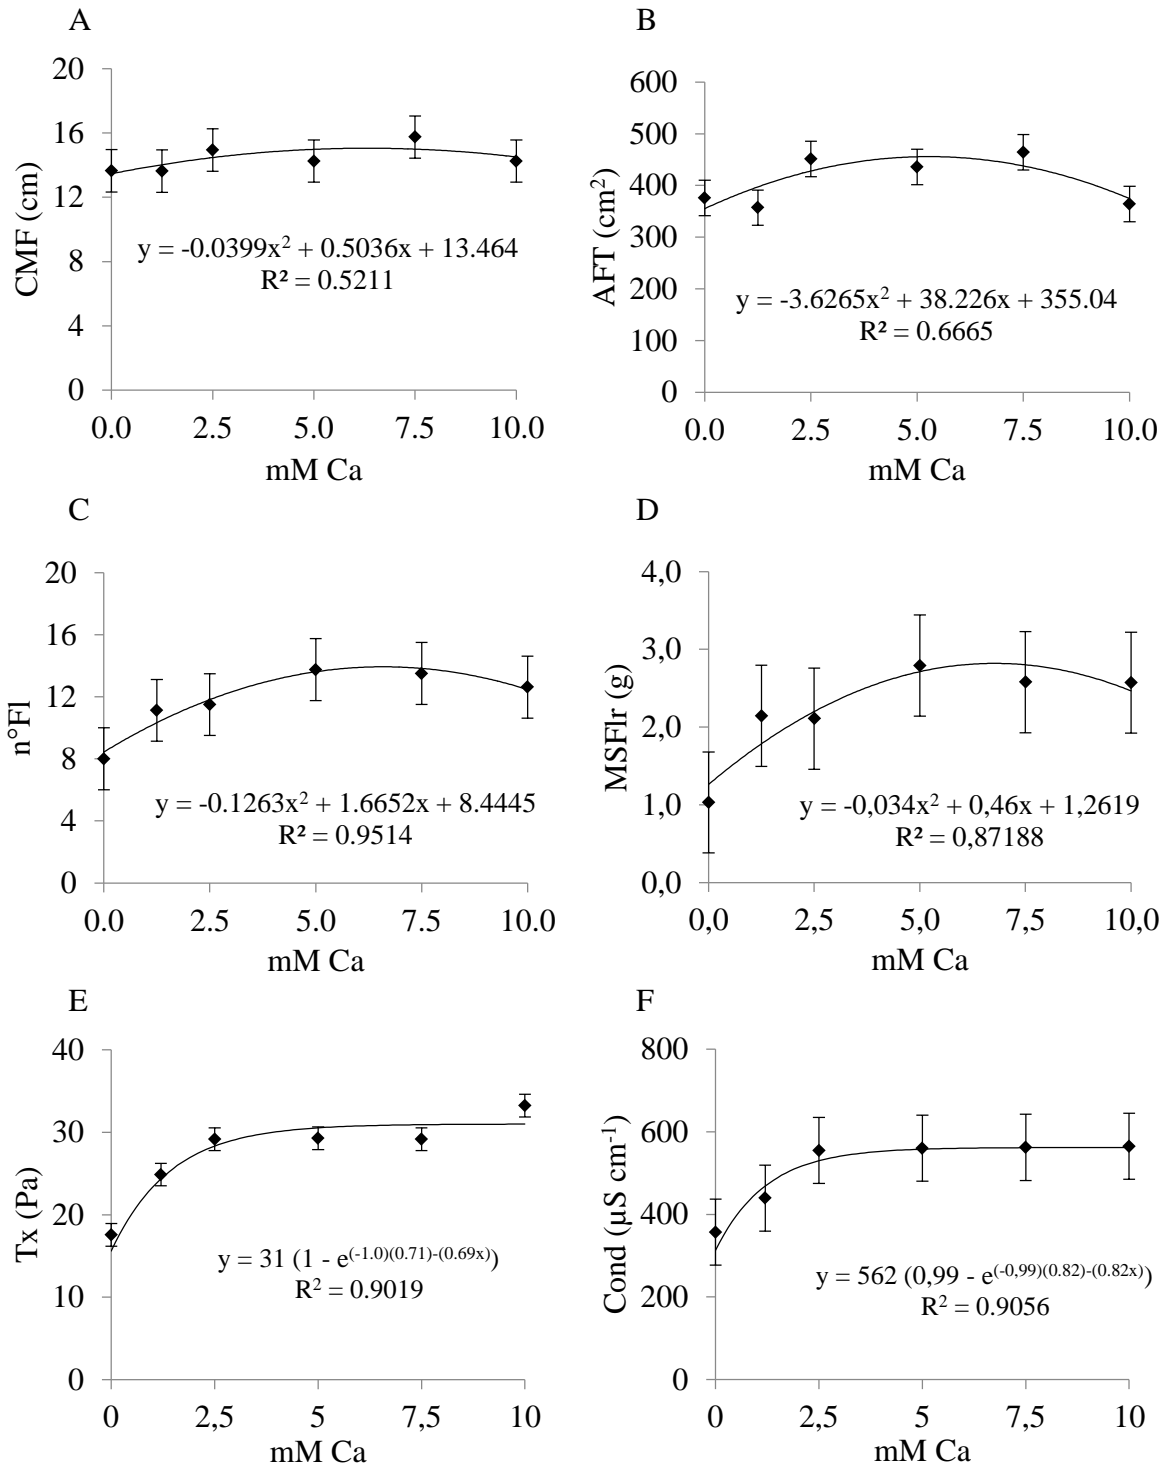 A
20
16
12
8
4
0
CMF (cm)
y = -0.0399x² + 0.5036x + 13.464
R² = 0.5211
0.0 2.5 5.0 7.5 10.0
mM Ca
B
600
500
400
300
200
100
0
AFT (cm²)
y = -3.6265x² + 38.226x + 355.04
R² = 0.6665
0.0 2.5 5.0 7.5 10.0
mM Ca
C
20
16
12
8
4
0
n°Fl
y = -0.1263x² + 1.6652x + 8.4445
R² = 0.9514
0.0 2.5 5.0 7.5 10.0
mM Ca
D
4,0
3,0
2,0
1,0
0,0
MSFlr (g)
y = -0,034x² + 0,46x + 1,2619
R² = 0,87188
0,0 2,5 5,0 7,5 10,0
mM Ca
E
40
30
20
10
0
Tx (Pa)
y = 31 (1 - e^(-1.0)(0.71)-(0.69x))
R² = 0.9019
0 2,5 5 7,5 10
mM Ca
F
800
600
400
200
0
Cond (µS cm⁻¹)
y = 562 (0,99 - e^(-0,99)(0.82)-(0.82x))
R² = 0.9056
0 2,5 5 7,5 10
mM Ca